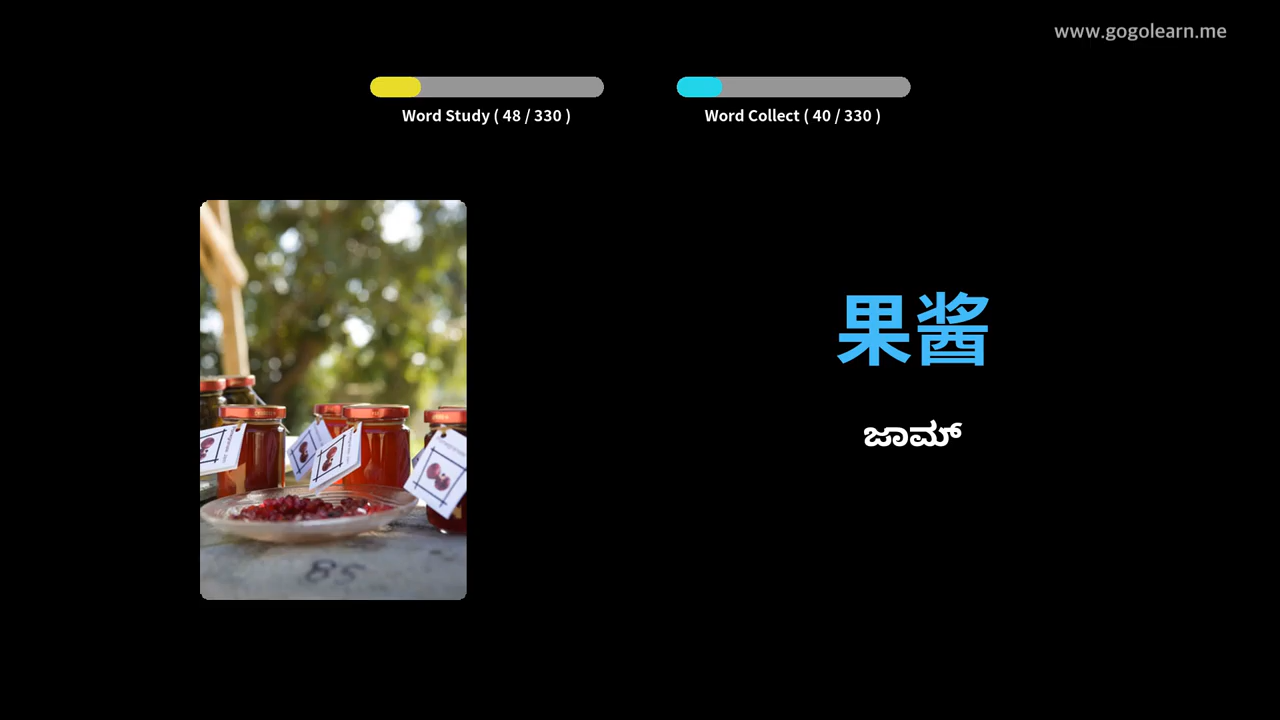 www.gogolearn.me
Word Study ( 48 / 330 )
Word Collect ( 40 / 330 )
果酱
ಜಾಮ್
85